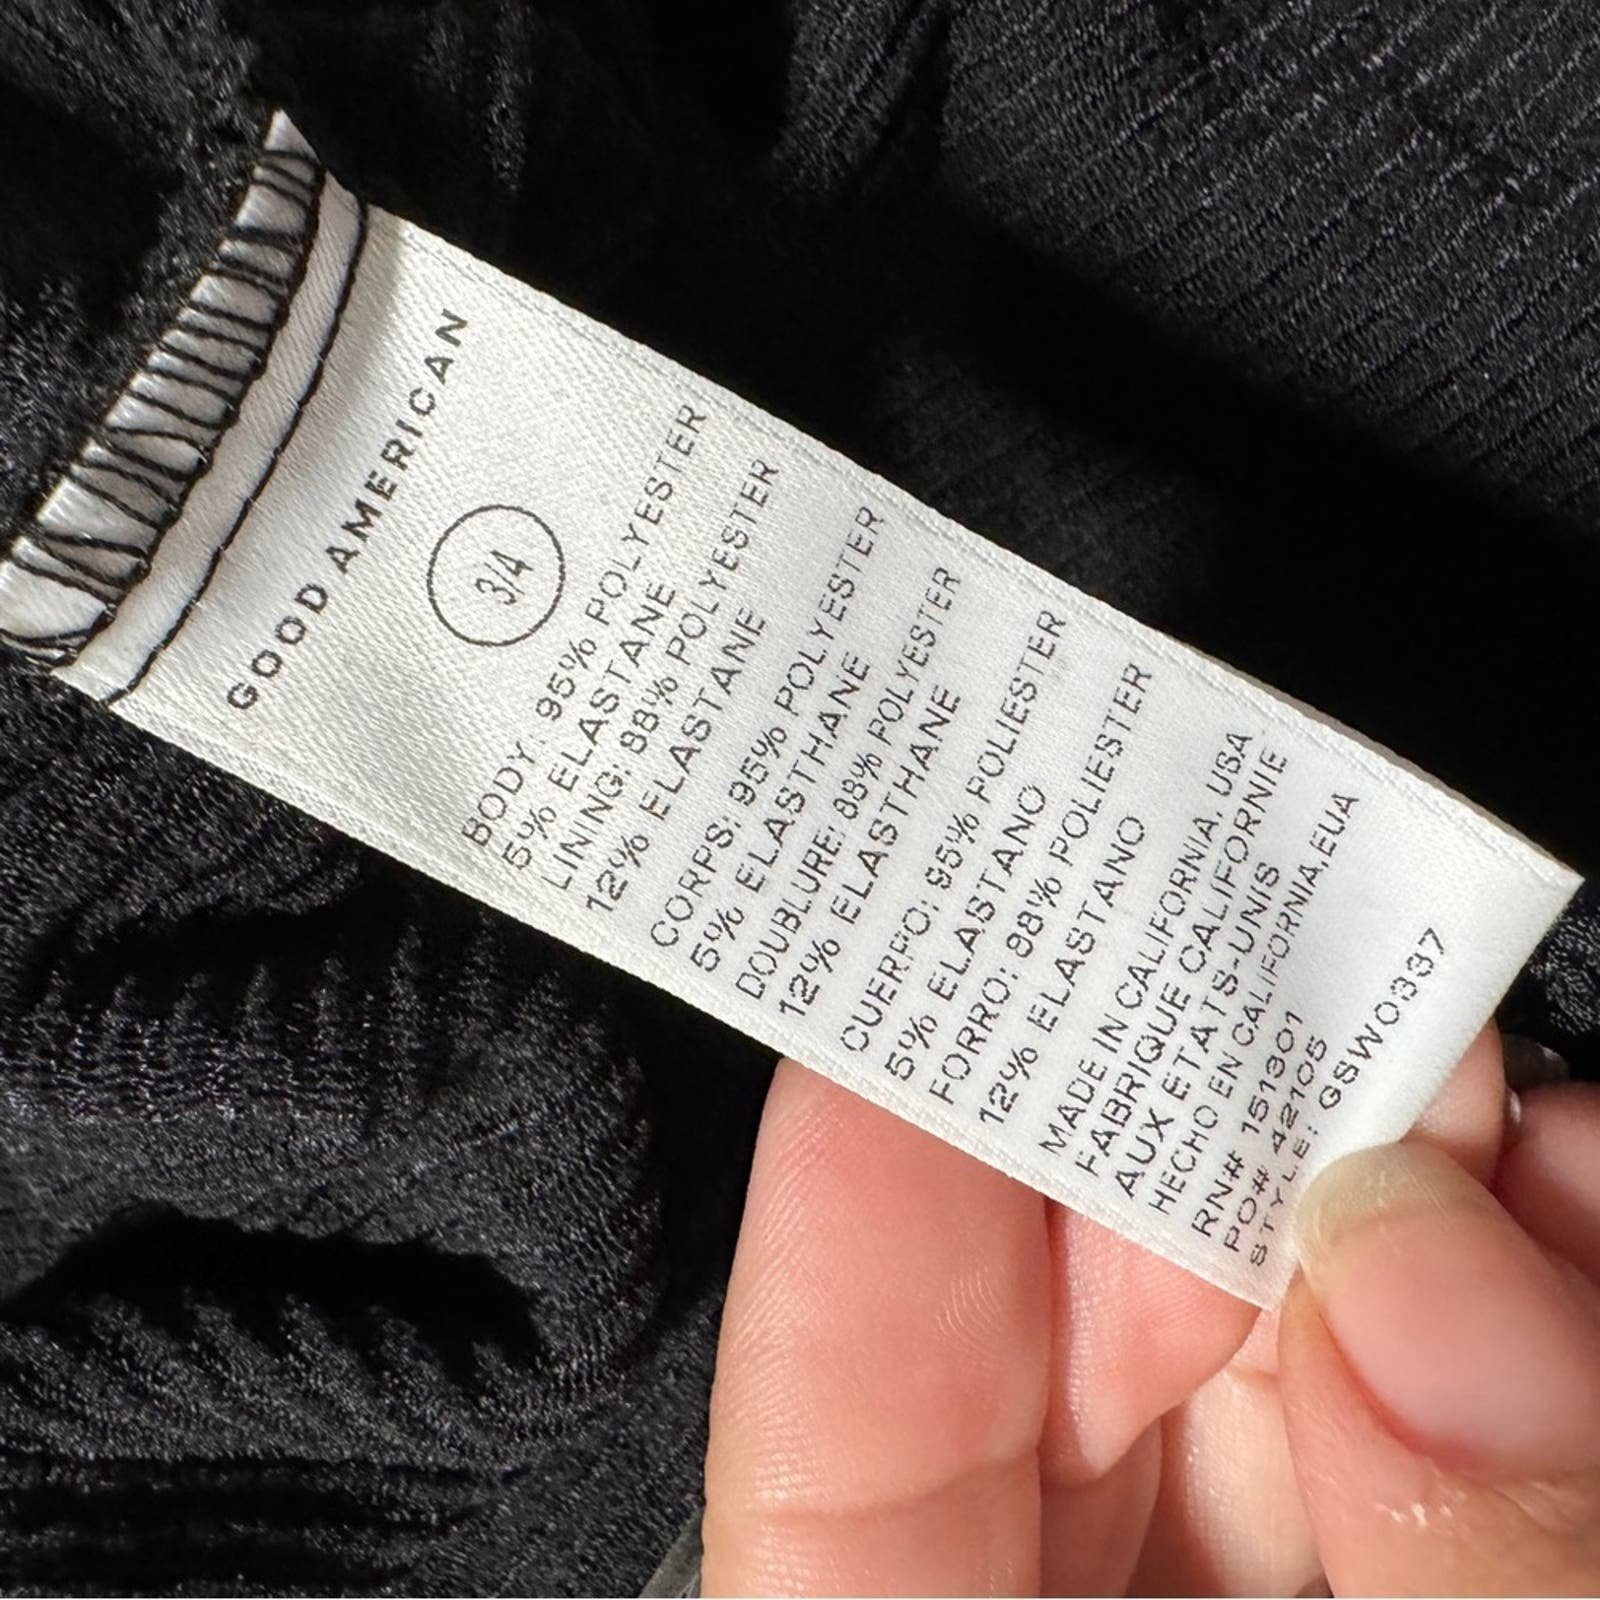 GOOD AMERICAN
3/4
BODY: 95% POLYESTER
5% ELASTANE
LINING: 88% POLYESTER
12% ELASTANE
CORPS: 95% POLYESTER
5% ELASTHANE
DOUBLURE: 88% POLYESTER
12% ELASTHANE
CUERPO: 95% POLIESTER
5% ELASTANO
FORRO: 88% POLIESTER
12% ELASTANO
MADE IN CALIFORNIA, USA
FABRIQUE CALIFORNIE
AUX ETATS-UNIS
HECHO EN CALIFORNIA,EUA
RN# 151301
PO# 42105
STYLE: GSW0337